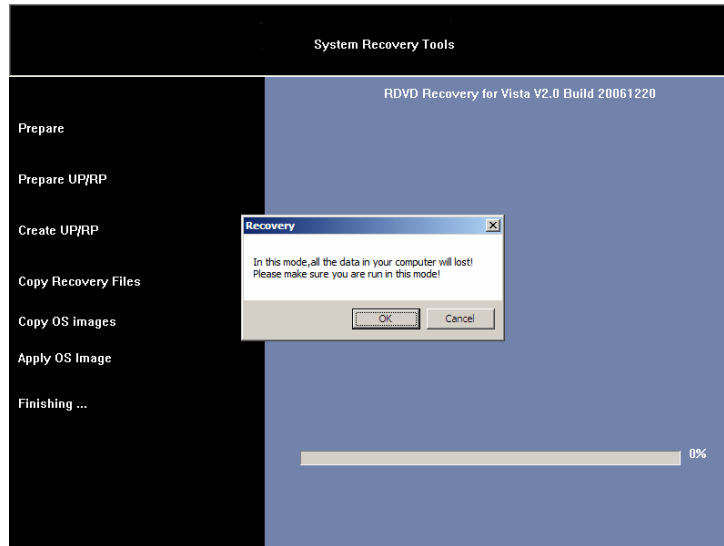 System Recovery Tools
RDVD Recovery for Vista V2.0 Build 20061220
Prepare
Prepare UP/RP
Create UP/RP
Copy Recovery Files
Copy OS images
Apply OS Image
Finishing ...
Recovery
In this mode,all the data in your computer will lost!
Please make sure you are run in this mode!
OK
Cancel
0%